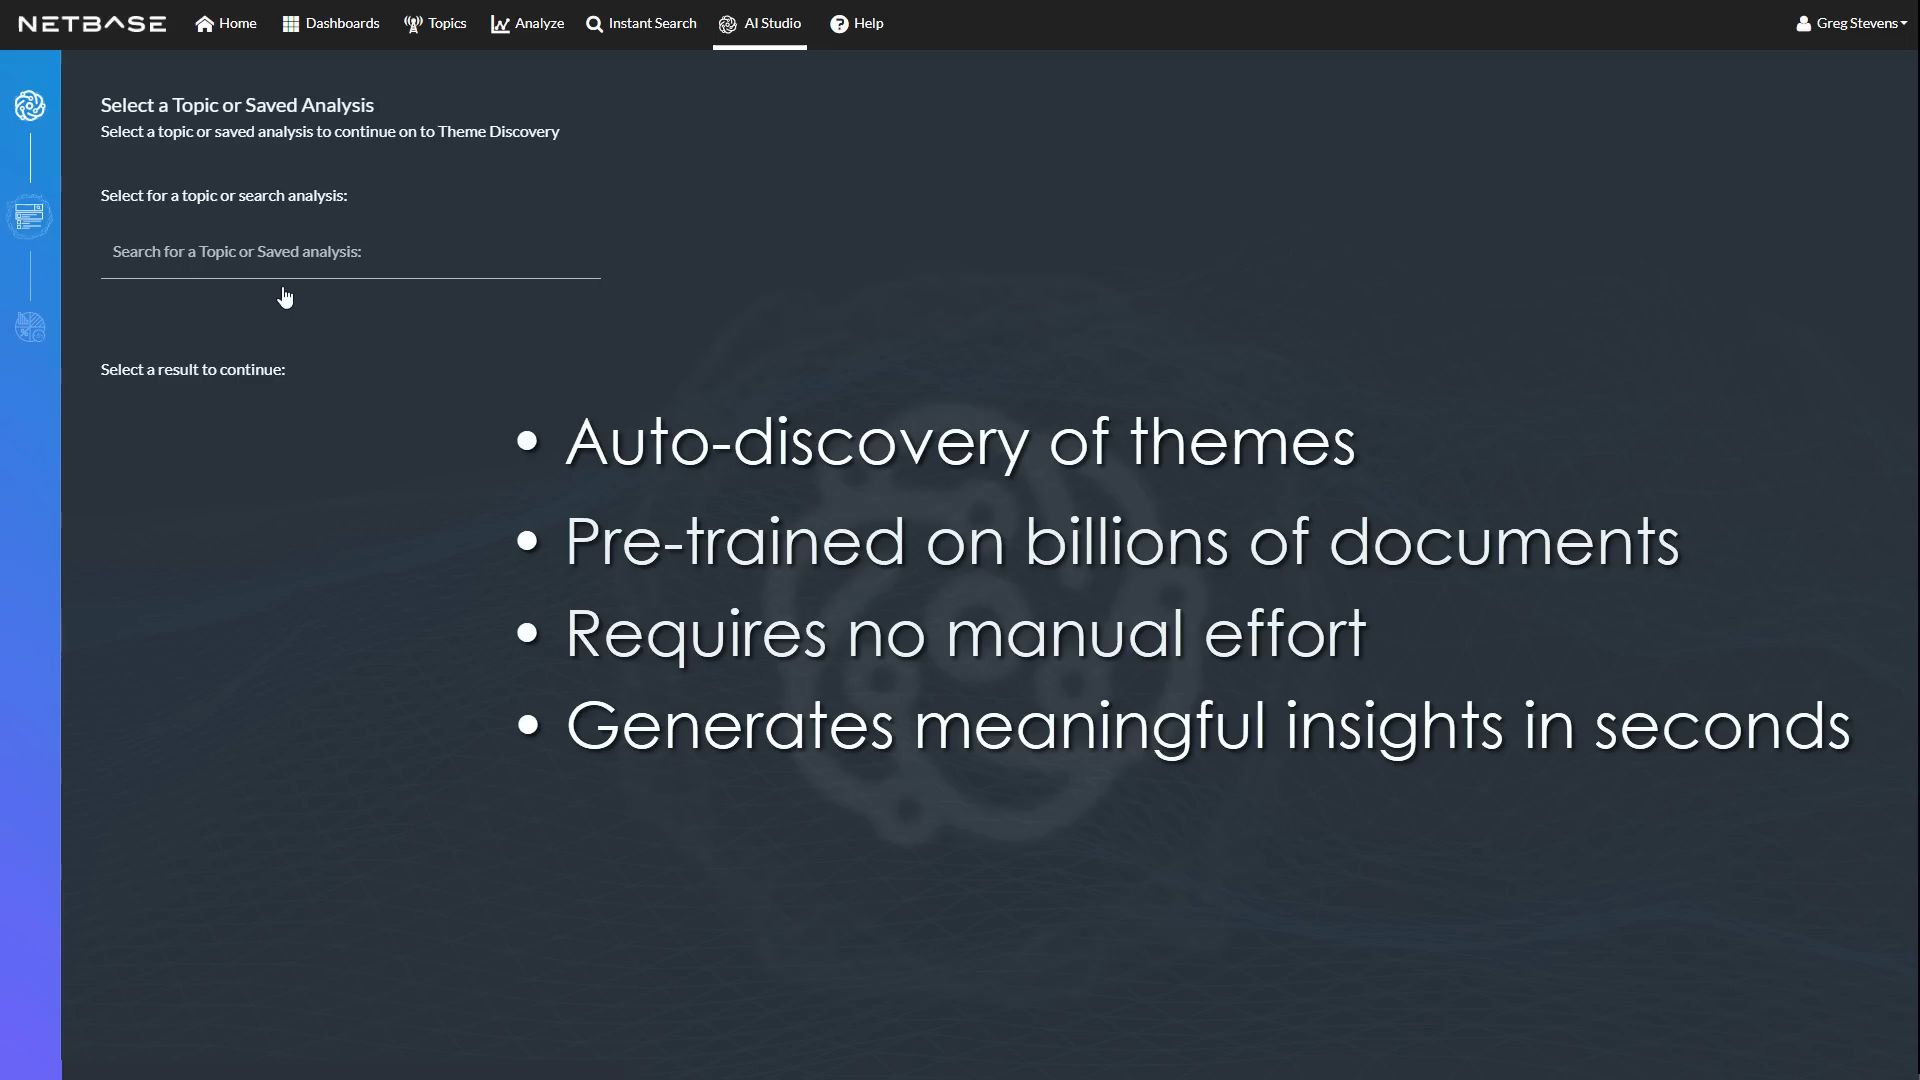 NETBASE Home Dashboards Topics Analyze Instant Search AI Studio ? Help Greg Stevens
Select a Topic or Saved Analysis
Select a topic or saved analysis to continue on to Theme Discovery
Select for a topic or search analysis:
Search for a Topic or Saved analysis:
Select a result to continue:
• Auto-discovery of themes
• Pre-trained on billions of documents
• Requires no manual effort
• Generates meaningful insights in seconds